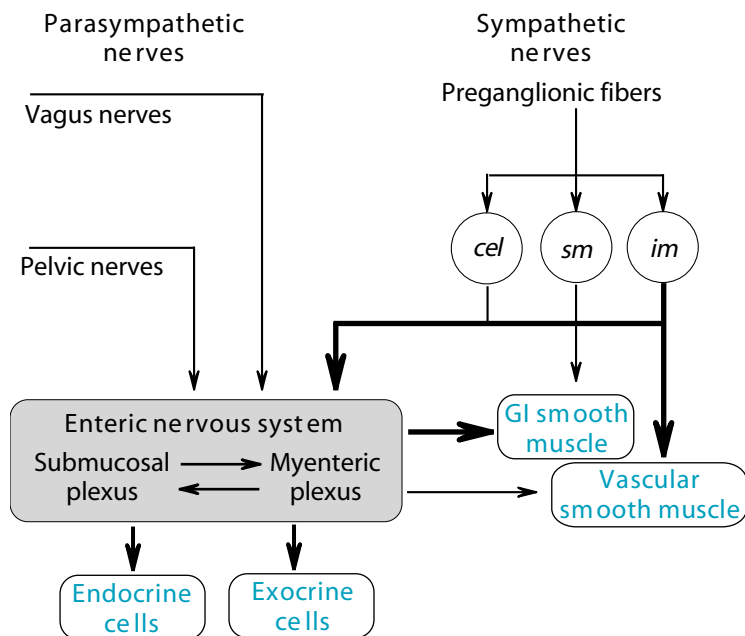 Parasympathetic
nerves
Sympathetic
nerves
Preganglionic fibers
Vagus nerves
Pelvic nerves
cel
sm
im
Enteric nervous system
Submucosal
plexus
Myenteric
plexus
GI smooth
muscle
Vascular
smooth muscle
Endocrine
cells
Exocrine
cells